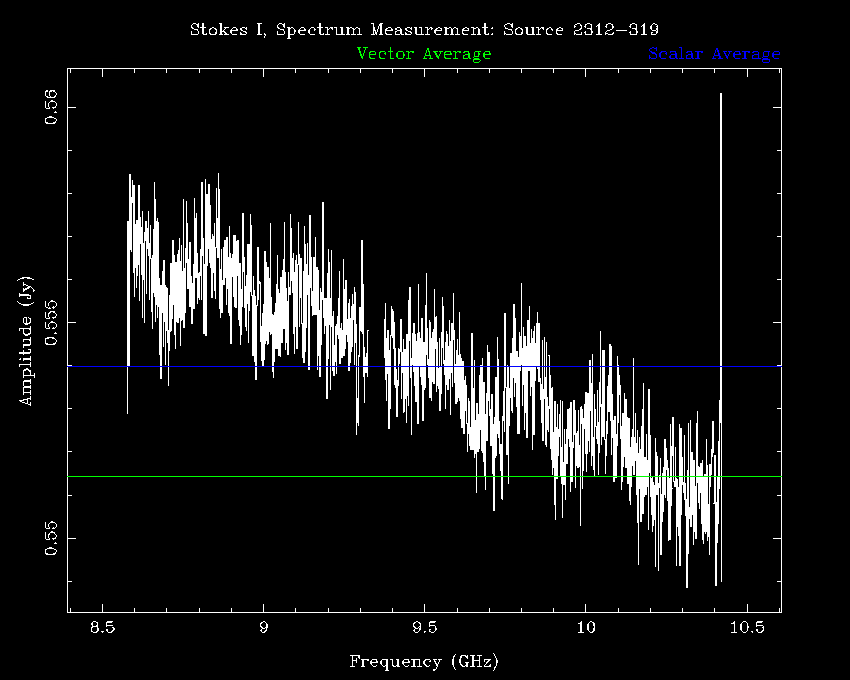 Stokes I, Spectrum Measurement: Source 2312−319
Vector Average
Scalar Average
0.56
0.555
0.55
Amplitude (Jy)
8.5 9 9.5 10 10.5
Frequency (GHz)